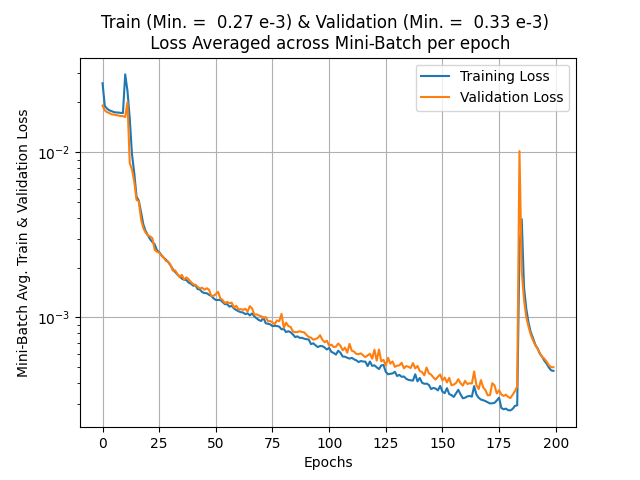 Train (Min. =  0.27 e-3) & Validation (Min. =  0.33 e-3)
Loss Averaged across Mini-Batch per epoch
Training Loss
Validation Loss
Mini-Batch Avg. Train & Validation Loss
10⁻²
10⁻³
0 25 50 75 100 125 150 175 200
Epochs